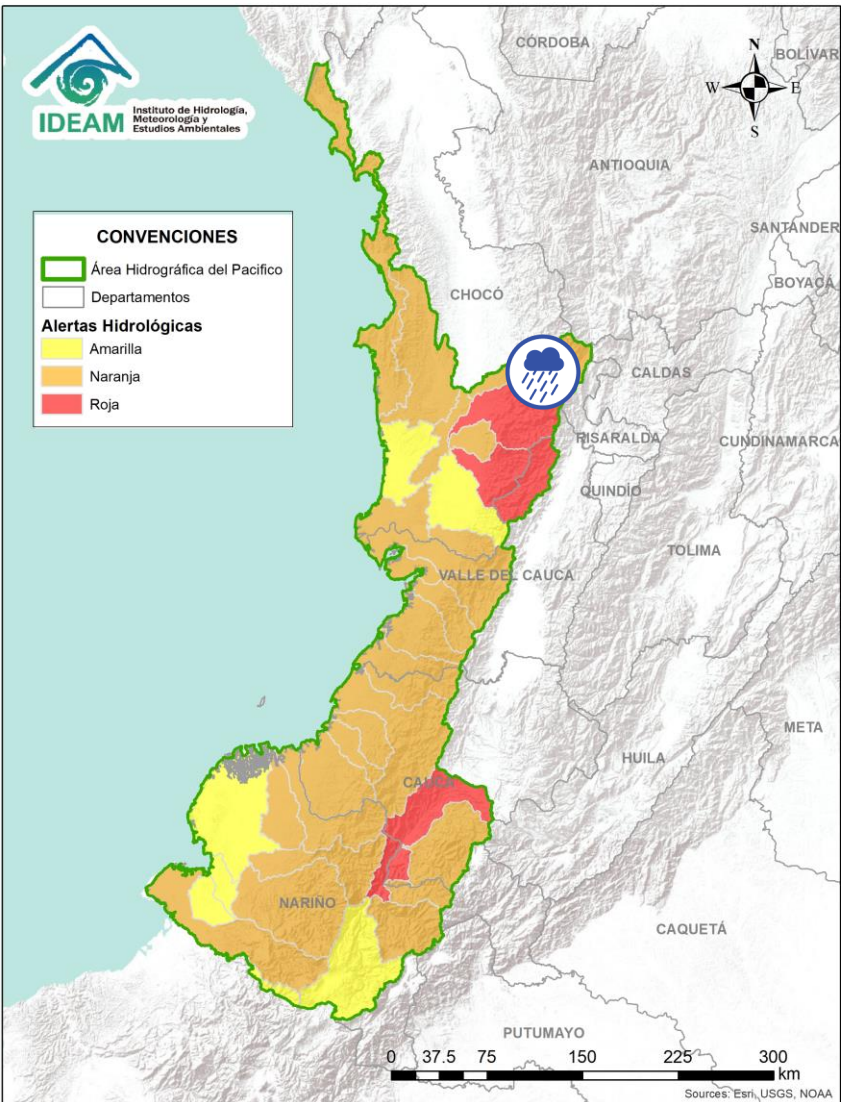 IDEAM
Instituto de Hidrología,
Meteorología y
Estudios Ambientales
N
W
E
S
CONVENCIONES
Área Hidrográfica del Pacifico
Departamentos
Alertas Hidrológicas
Amarilla
Naranja
Roja
CÓRDOBA
BOLÍVAR
ANTIOQUIA
SANTANDER
BOYACÁ
CHOCÓ
CALDAS
RISARALDA
CUNDINAMARCA
QUINDÍO
TOLIMA
VALLE DEL CAUCA
META
HUILA
CAUCA
NARIÑO
CAQUETÁ
PUTUMAYO
0 37.5 75 150 225 300
km
Sources: Esri, USGS, NOAA